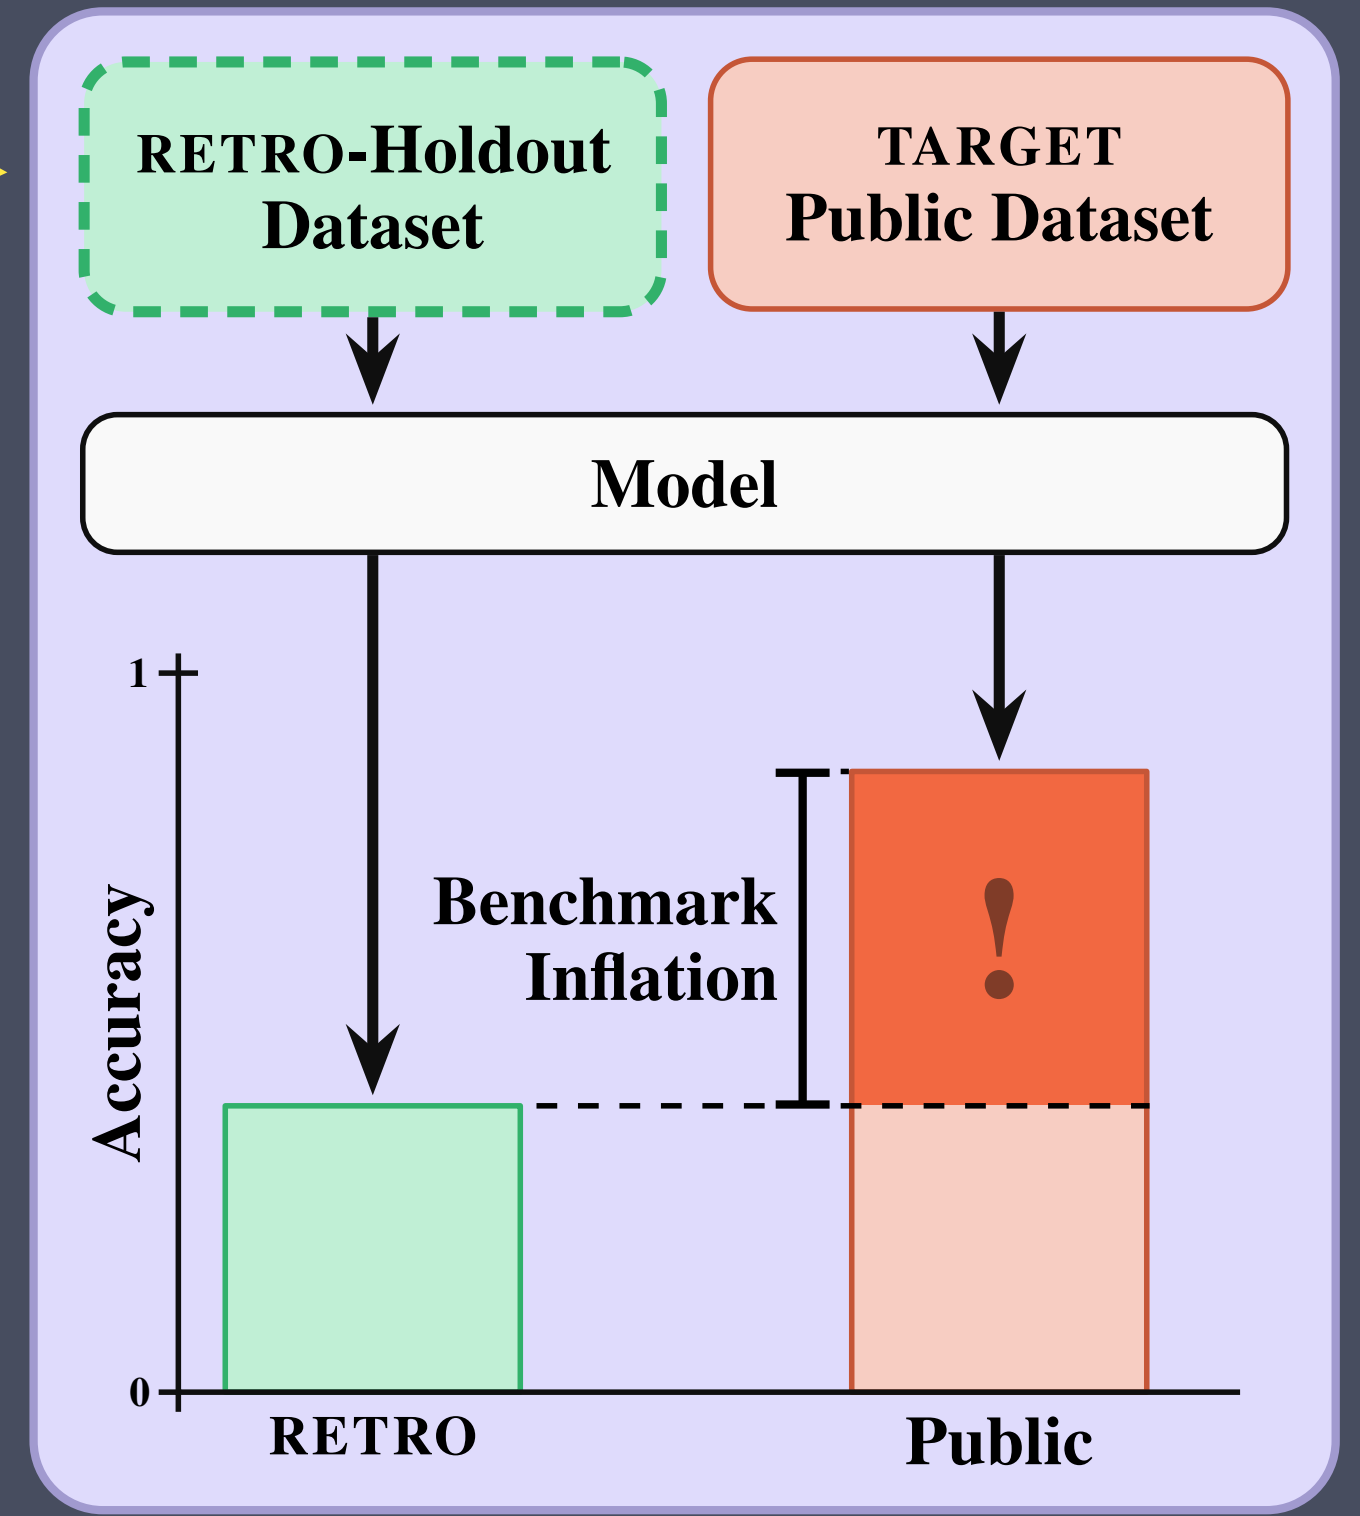 RETRO-Holdout
Dataset
TARGET
Public Dataset
Model
1
Accuracy
Benchmark
Inflation
!
0
RETRO
Public